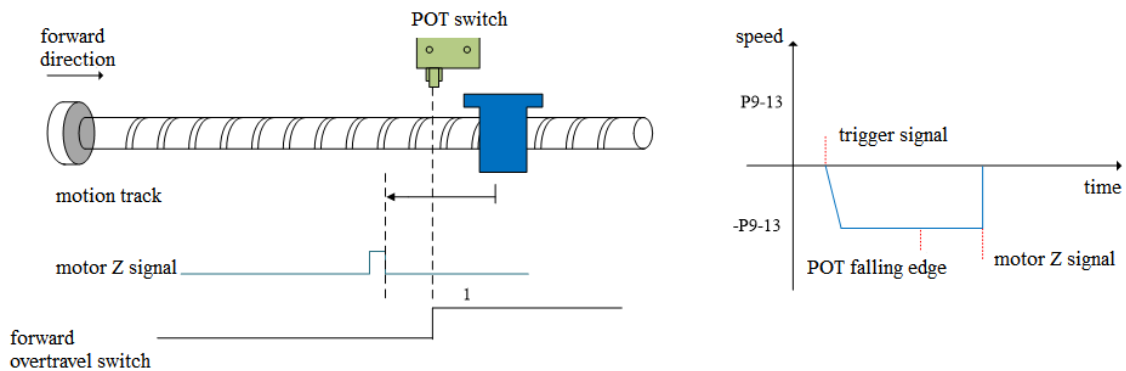 POT switch
forward
direction
motion track
motor Z signal
1
forward
overtravel switch
speed
P9-13
trigger signal
time
-P9-13
POT falling edge
motor Z signal